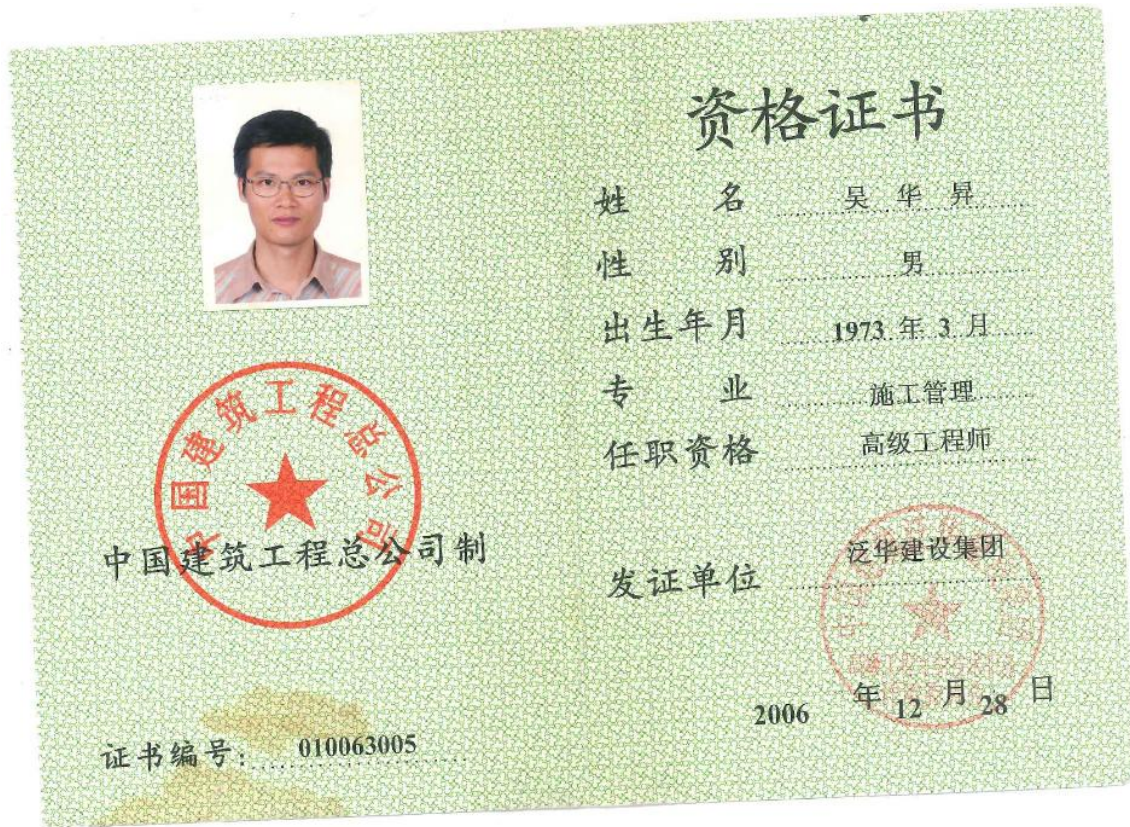 中国建筑工程总公司
中国建筑工程总公司制
证书编号: 010063005
资格证书
姓 名 吴 华 昇
性 别 男
出生年月 1973 年 3 月
专 业 施工管理
任职资格 高级工程师
发证单位 泛华建设集团
2006 年 12 月 28 日